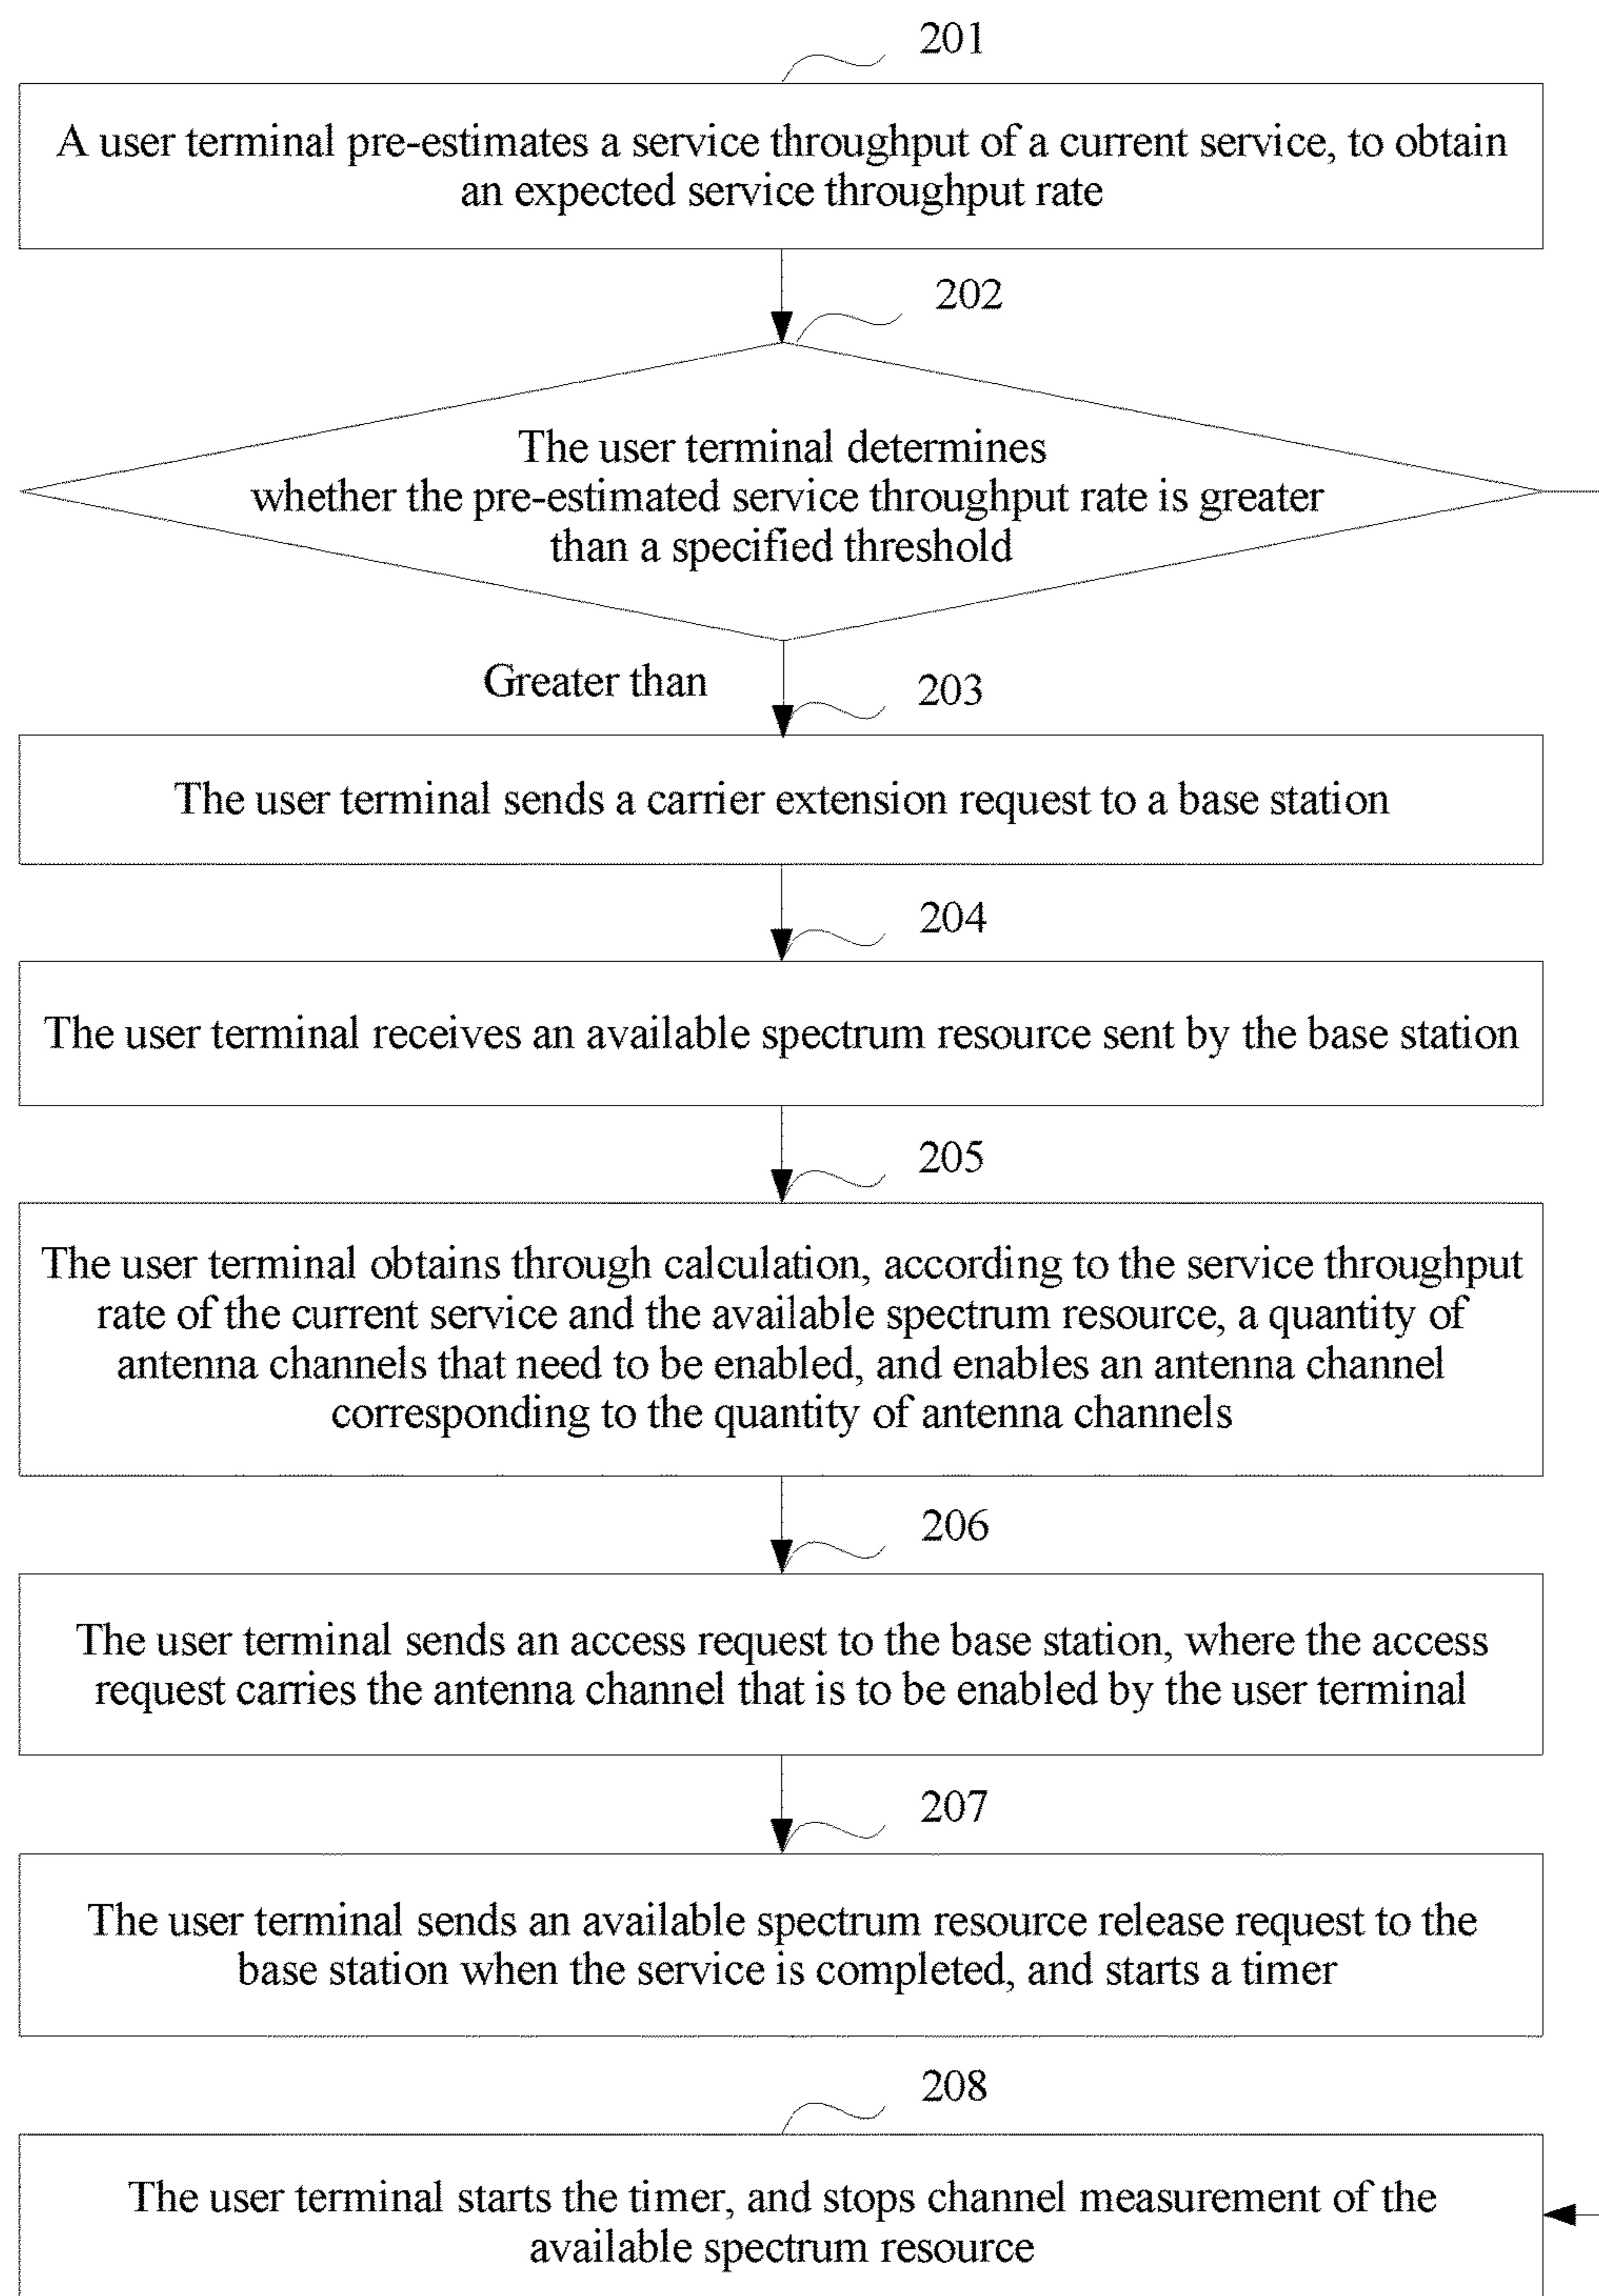 201
A user terminal pre-estimates a service throughput of a current service, to obtain
an expected service throughput rate
202
The user terminal determines
whether the pre-estimated service throughput rate is greater
than a specified threshold
Greater than
203
The user terminal sends a carrier extension request to a base station
204
The user terminal receives an available spectrum resource sent by the base station
205
The user terminal obtains through calculation, according to the service throughput
rate of the current service and the available spectrum resource, a quantity of
antenna channels that need to be enabled, and enables an antenna channel
corresponding to the quantity of antenna channels
206
The user terminal sends an access request to the base station, where the access
request carries the antenna channel that is to be enabled by the user terminal
207
The user terminal sends an available spectrum resource release request to the
base station when the service is completed, and starts a timer
208
The user terminal starts the timer, and stops channel measurement of the
available spectrum resource